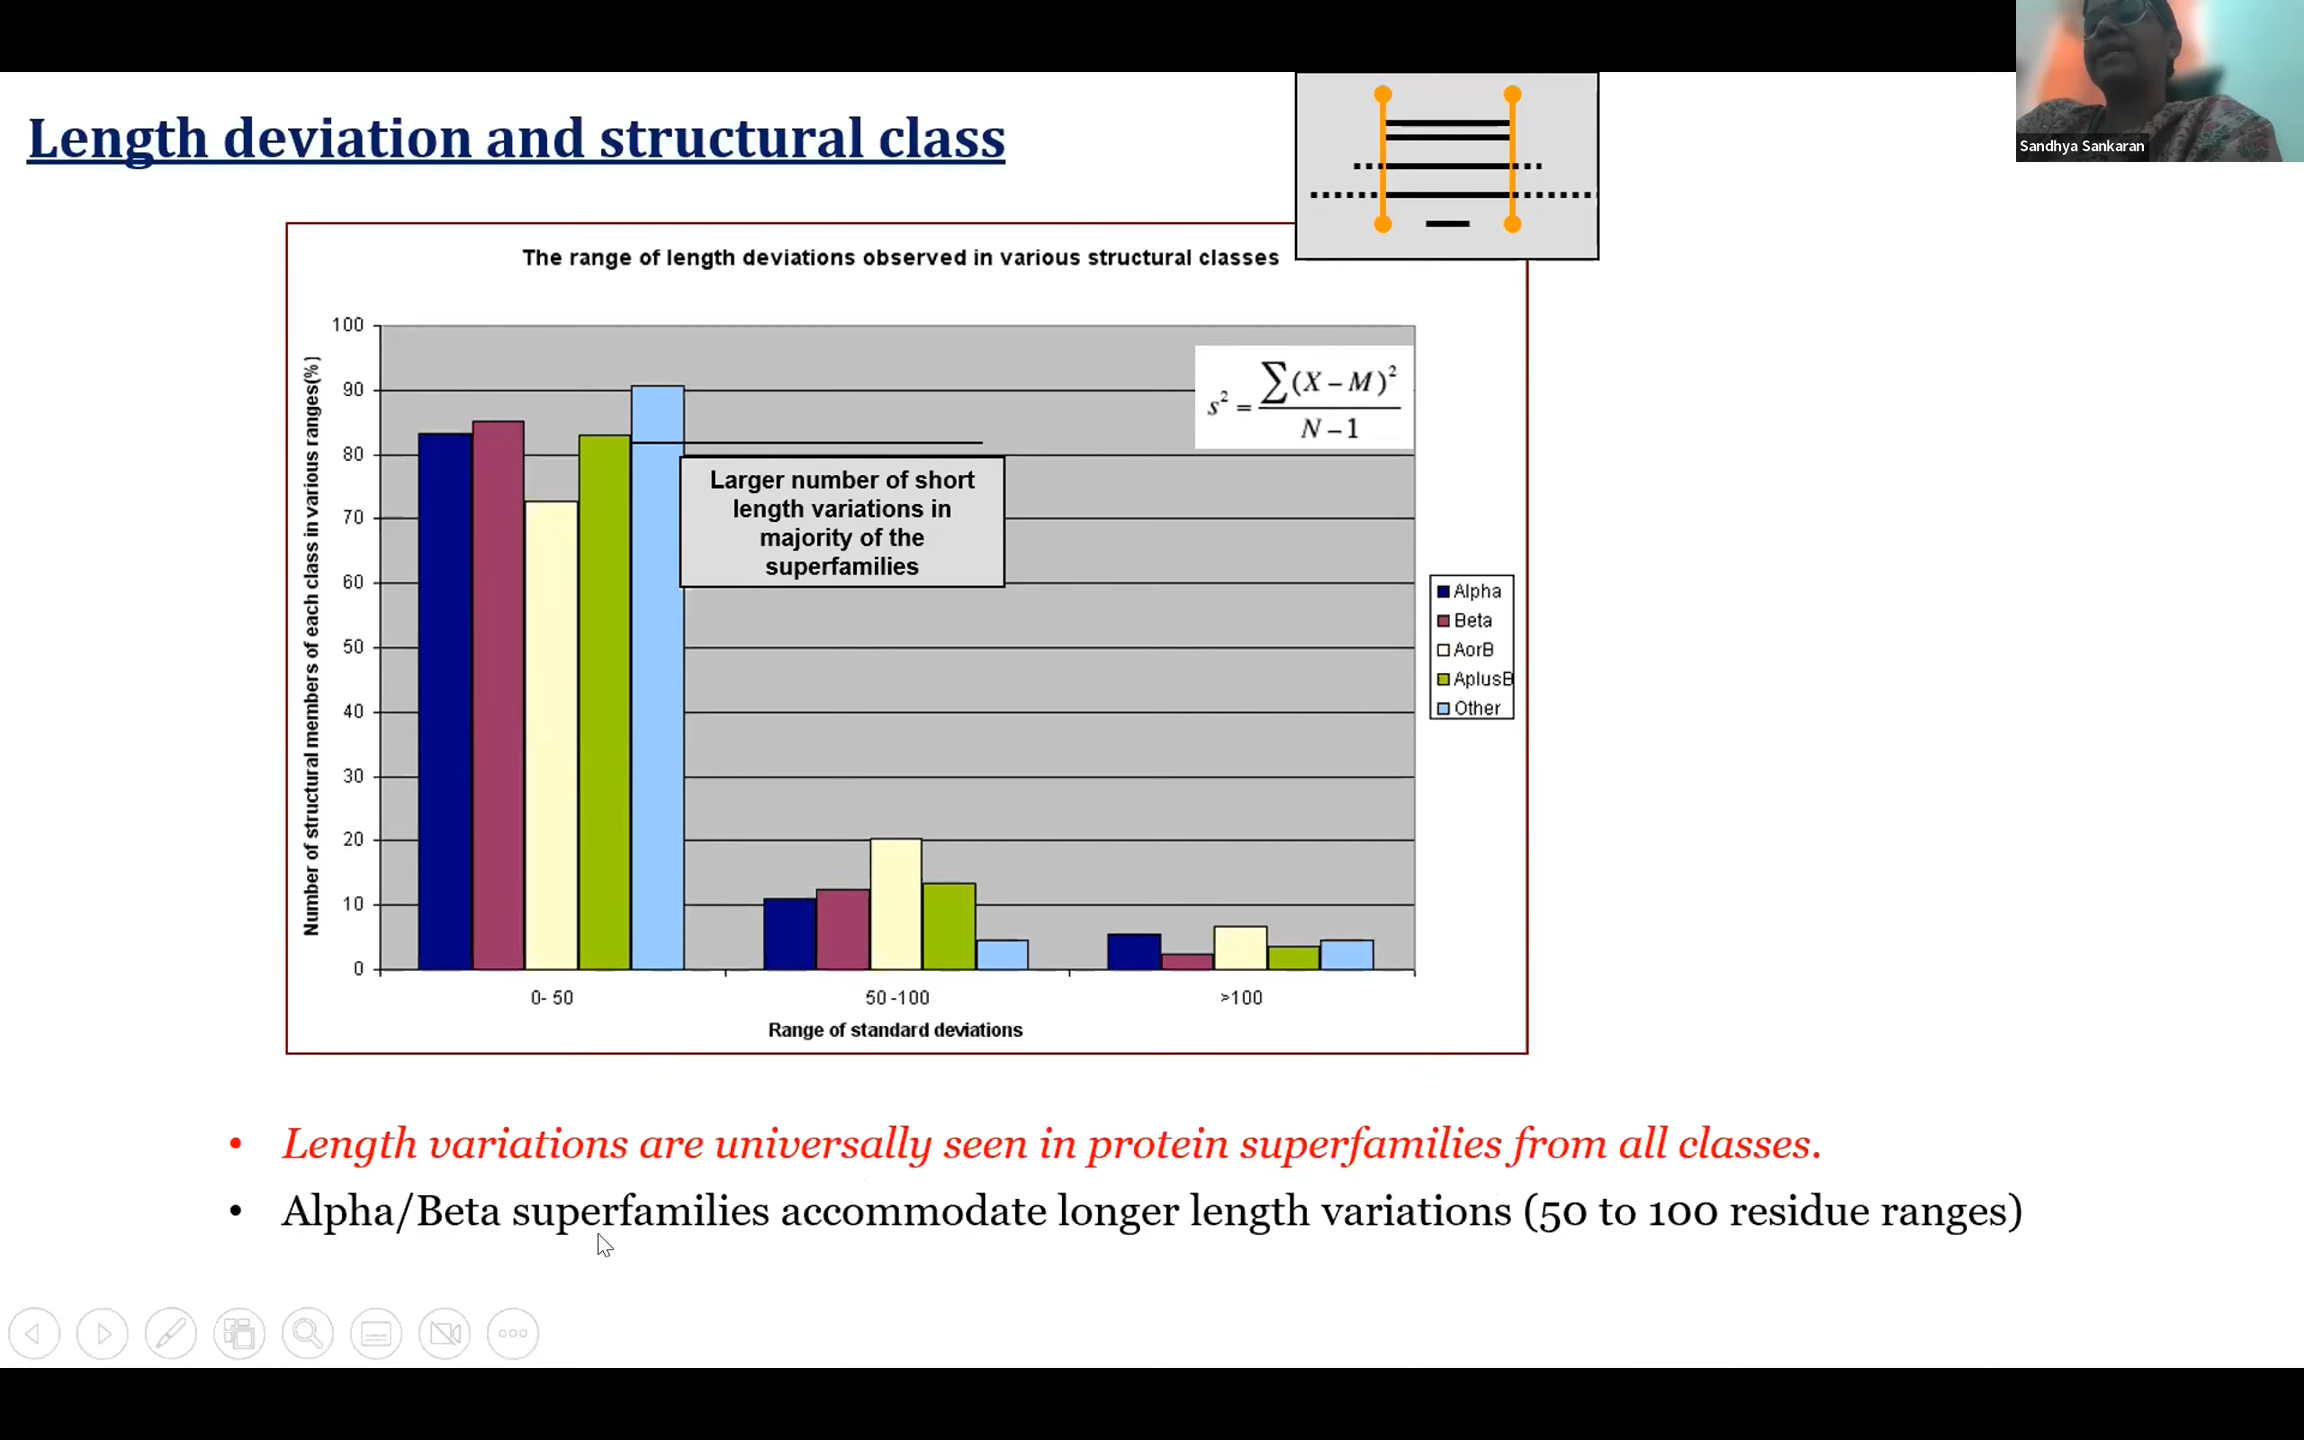 Sandhya Sankaran
Length deviation and structural class
The range of length deviations observed in various structural classes
Number of structural members of each class in various ranges(%)
100
90
80
70
60
50
40
30
20
10
0
s² = ∑(X – M)² / N – 1
Larger number of short
length variations in
majority of the
superfamilies
Alpha
Beta
AorB
AplusB
Other
0- 50
50 -100
>100
Range of standard deviations
• Length variations are universally seen in protein superfamilies from all classes.
• Alpha/Beta superfamilies accommodate longer length variations (50 to 100 residue ranges)